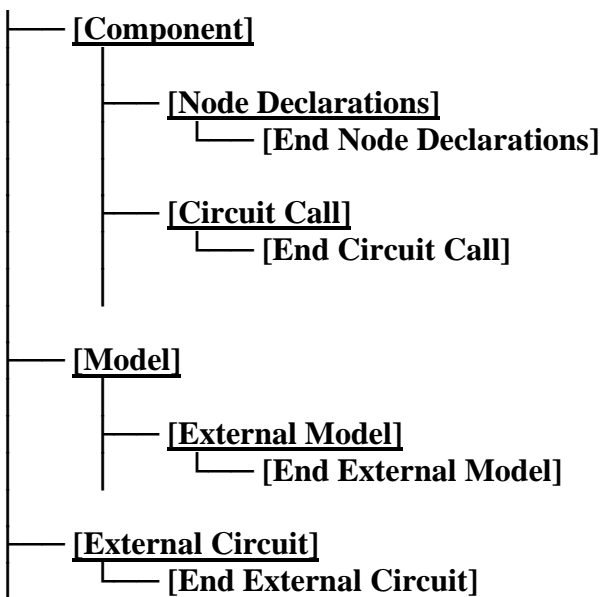 [Component]
[Node Declarations]
[End Node Declarations]
[Circuit Call]
[End Circuit Call]
[Model]
[External Model]
[End External Model]
[External Circuit]
[End External Circuit]